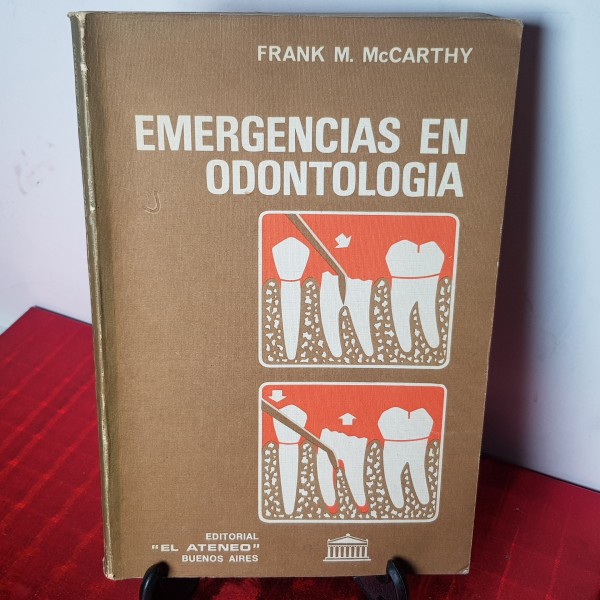 FRANK M. McCARTHY
EMERGENCIAS EN
ODONTOLOGIA
EDITORIAL
"EL ATENEO"
BUENOS AIRES